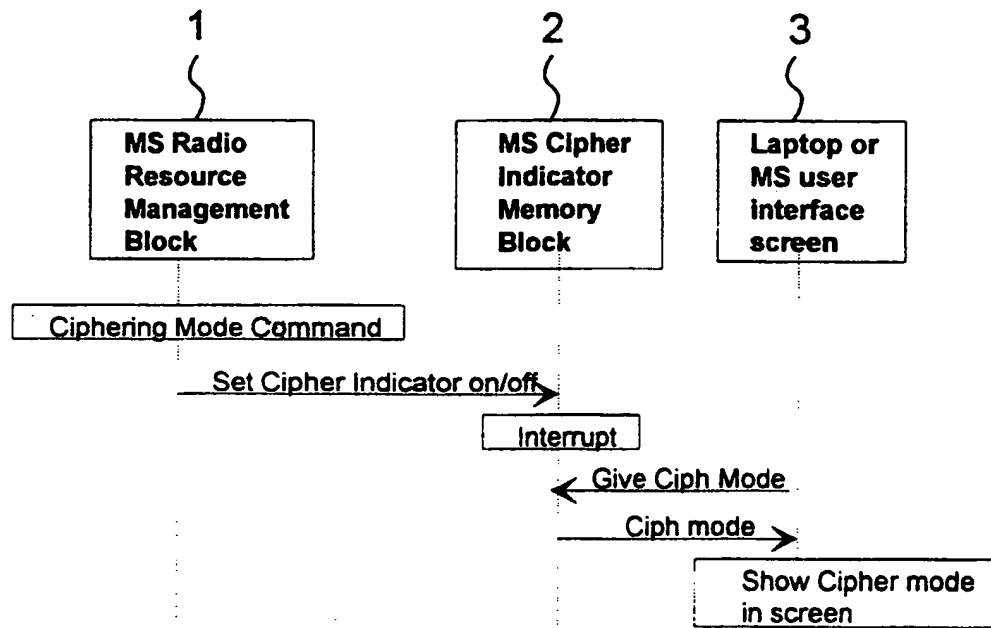 1
2
3
MS Radio
Resource
Management
Block
MS Cipher
Indicator
Memory
Block
Laptop or
MS user
interface
screen
Ciphering Mode Command
Set Cipher Indicator on/off
Interrupt
Give Ciph Mode
Ciph mode
Show Cipher mode
in screen